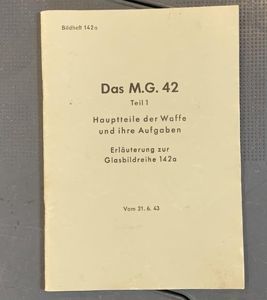 Bildheft 142a
Das M.G. 42
Teil 1
Hauptteile der Waffe
und ihre Aufgaben
Erläuterung zur
Glasbildreihe 142a
Vom 31. 6. 43